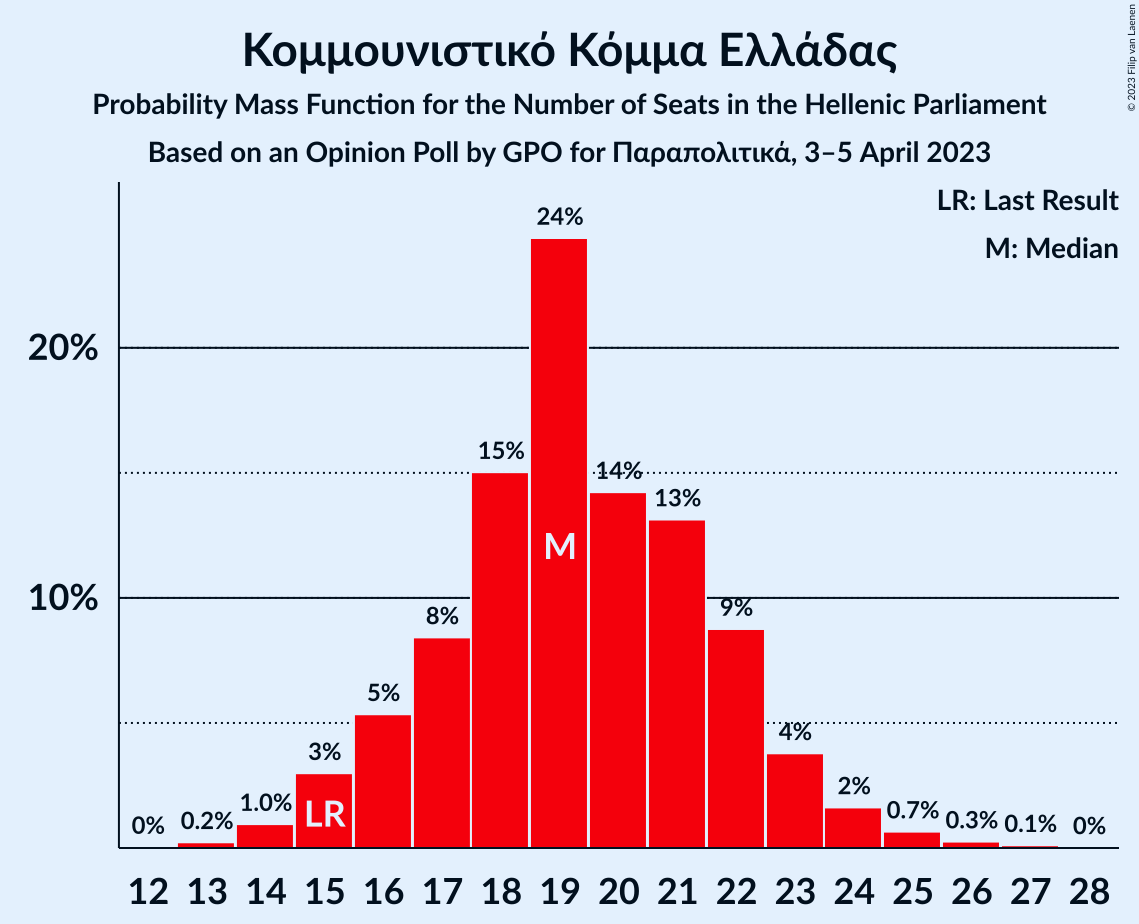 Κομμουνιστικό Κόμμα Ελλάδας
Probability Mass Function for the Number of Seats in the Hellenic Parliament
Based on an Opinion Poll by GPO for Παραπολιτικά, 3–5 April 2023
© 2023 Filip van Laenen
LR: Last Result
M: Median
20%
10%
0%
0.2%
1.0%
3%
5%
8%
15%
24%
14%
13%
9%
4%
2%
0.7%
0.3%
0.1%
0%
LR
M
12 13 14 15 16 17 18 19 20 21 22 23 24 25 26 27 28